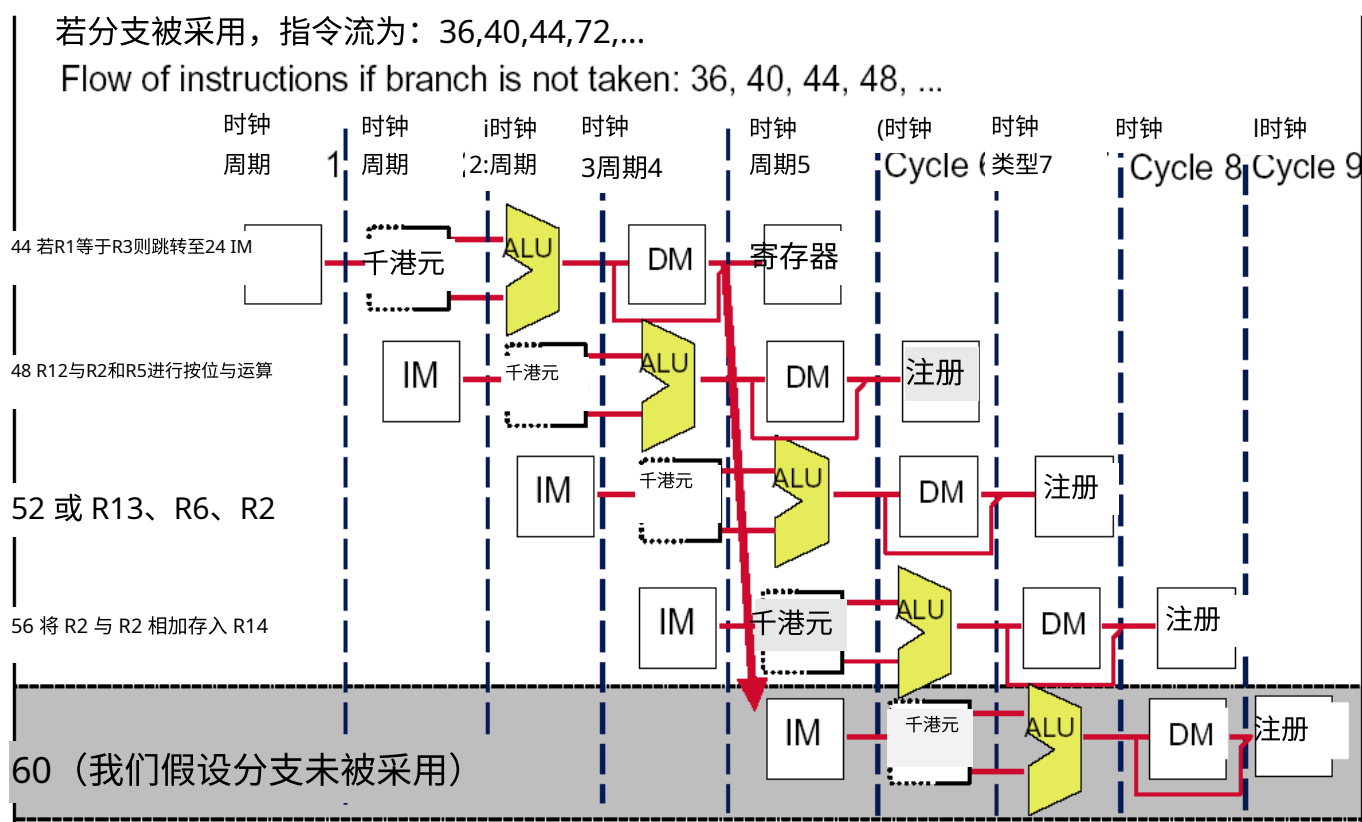 若分支被采用，指令流为：36,40,44,72,...
Flow of instructions if branch is not taken: 36, 40, 44, 48, ...
时钟 时钟 i时钟 时钟 时钟 (时钟 时钟 时钟 l时钟
周期 1 周期 2:周期 3周期4 周期5 Cycle 6 类型7 Cycle 8 Cycle 9
44 若R1等于R3则跳转至24 IM 千港元 ALU DM 寄存器
48 R12与R2和R5进行按位与运算 IM 千港元 ALU DM 注册
52 或 R13、R6、R2 IM 千港元 ALU DM 注册
56 将 R2 与 R2 相加存入 R14 IM 千港元 ALU DM 注册
60（我们假设分支未被采用） IM 千港元 ALU DM 注册